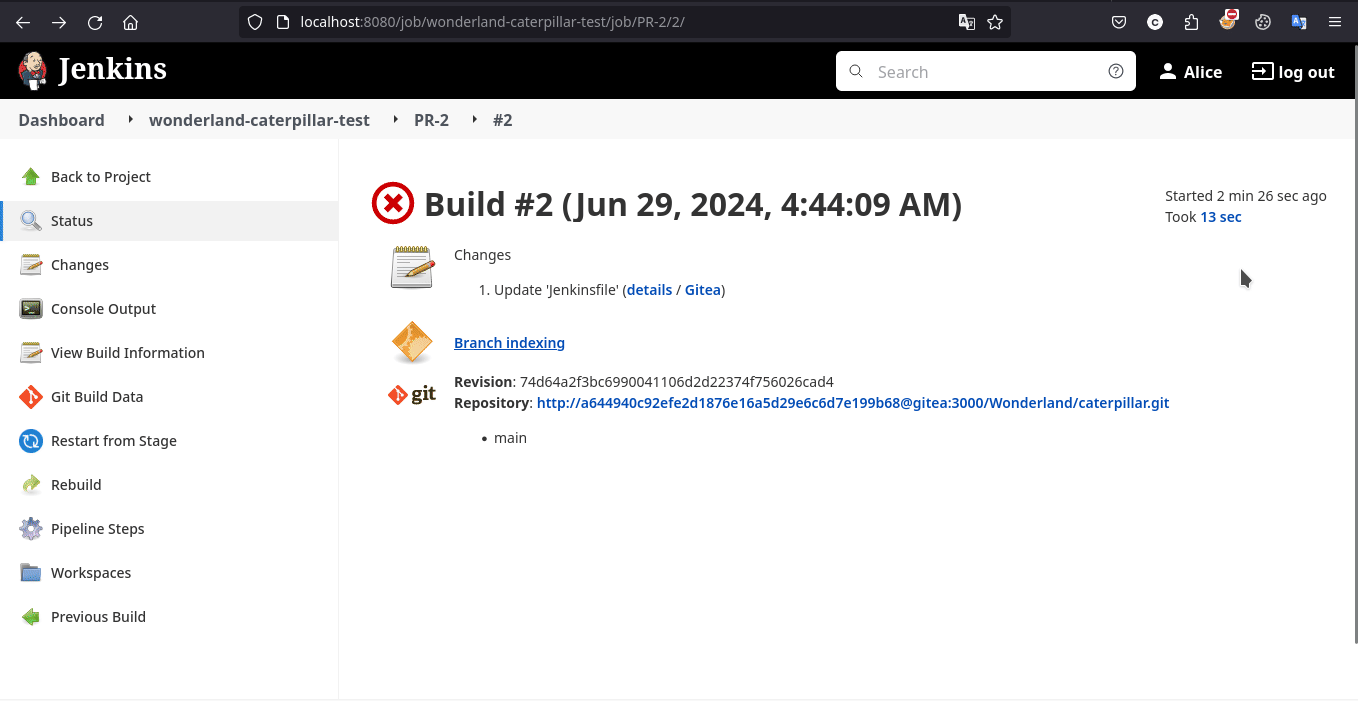 localhost:8080/job/wonderland-caterpillar-test/job/PR-2/2/
Jenkins
Search
Alice
log out
Dashboard
wonderland-caterpillar-test
PR-2
#2
Back to Project
Status
Changes
Console Output
View Build Information
Git Build Data
Restart from Stage
Rebuild
Pipeline Steps
Workspaces
Previous Build
Build #2 (Jun 29, 2024, 4:44:09 AM)
Started 2 min 26 sec ago
Took 13 sec
Changes
1. Update 'Jenkinsfile' (details / Gitea)
Branch indexing
git
Revision: 74d64a2f3bc6990041106d2d22374f756026cad4
Repository: http://a644940c92efe2d1876e16a5d29e6c6d7e199b68@gitea:3000/Wonderland/caterpillar.git
• main